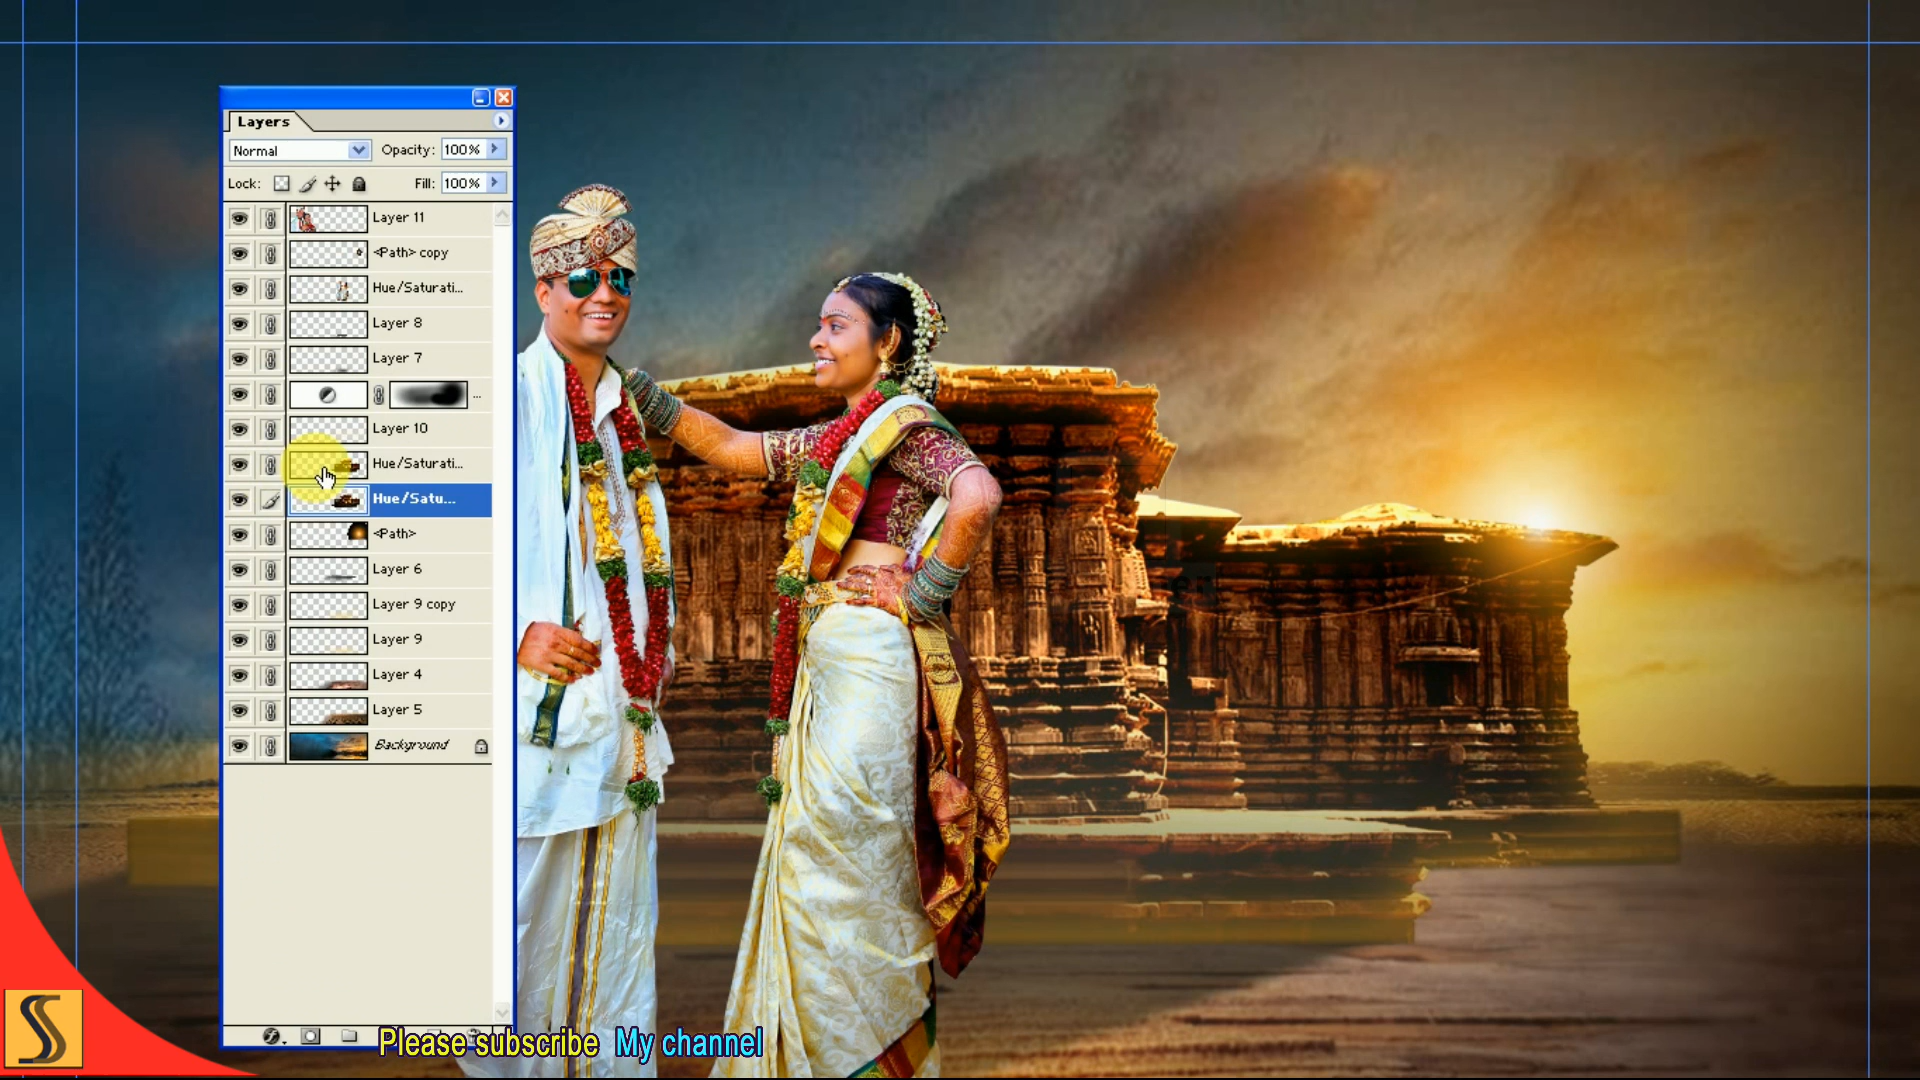 Layers
Normal Opacity: 100%
Lock: Fill: 100%
Layer 11
<Path> copy
Hue/Saturati...
Layer 8
Layer 7
...
Layer 10
Hue/Saturati...
Hue/Satu...
<Path>
Layer 6
Layer 9 copy
Layer 9
Layer 4
Layer 5
Background
Please subscribe My channel